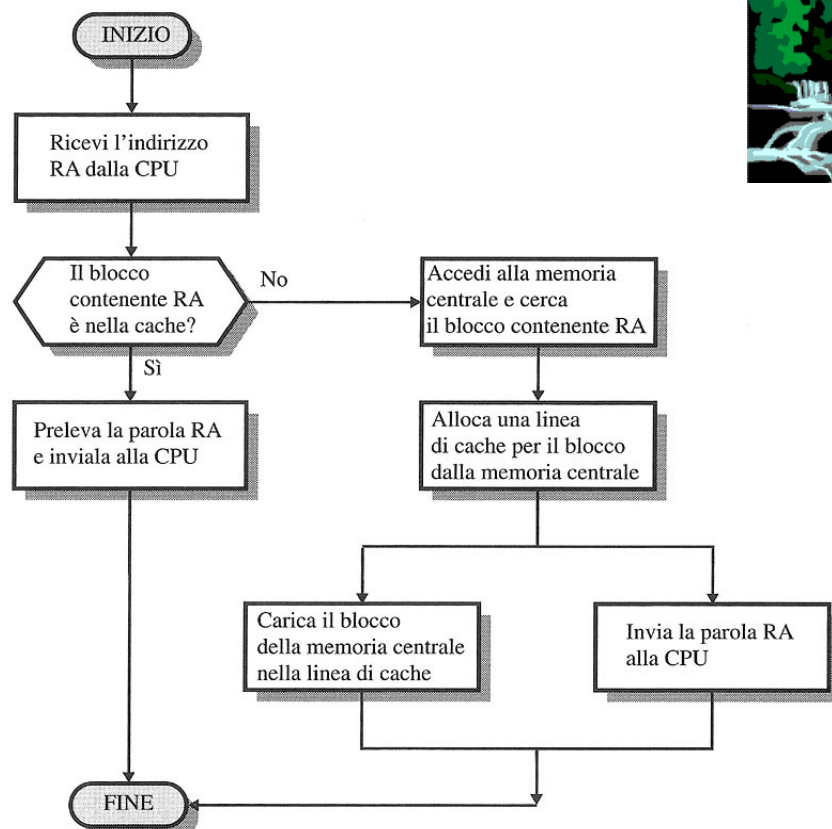 INIZIO
Ricevi l'indirizzo
RA dalla CPU
Il blocco
contenente RA
è nella cache?
No
Sì
Accedi alla memoria
centrale e cerca
il blocco contenente RA
Preleva la parola RA
e inviala alla CPU
Alloca una linea
di cache per il blocco
dalla memoria centrale
Carica il blocco
della memoria centrale
nella linea di cache
Invia la parola RA
alla CPU
FINE